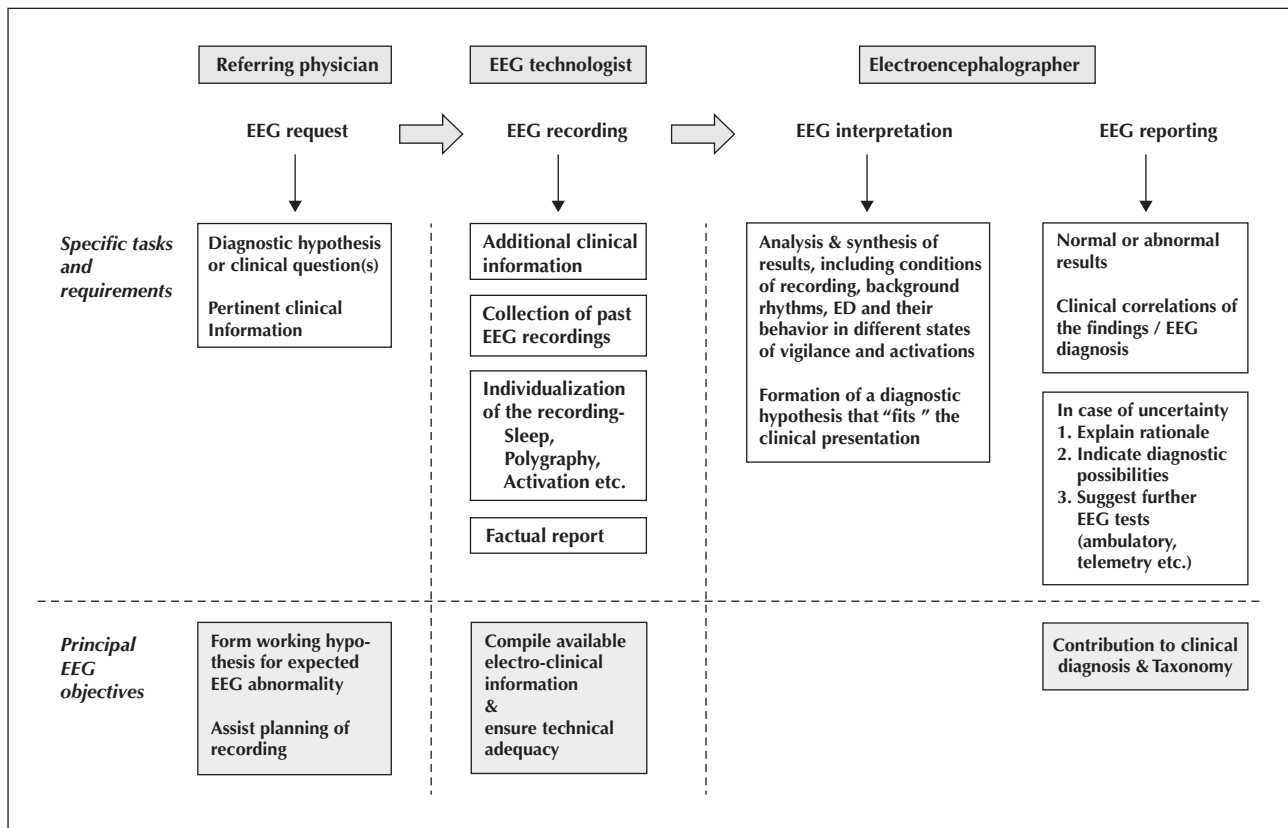 Referring physician
EEG technologist
Electroencephalographer
EEG request
EEG recording
EEG interpretation
EEG reporting
Specific tasks
and
requirements
Diagnostic hypothesis
or clinical question(s)
Pertinent clinical
Information
Additional clinical
information
Collection of past
EEG recordings
Individualization
of the recording-
Sleep,
Polygraphy,
Activation etc.
Factual report
Analysis & synthesis of
results, including conditions
of recording, background
rhythms, ED and their
behavior in different states
of vigilance and activations
Formation of a diagnostic
hypothesis that “fits ” the
clinical presentation
Normal or abnormal
results
Clinical correlations of
the findings / EEG
diagnosis
In case of uncertainty
1. Explain rationale
2. Indicate diagnostic
possibilities
3. Suggest further
EEG tests
(ambulatory,
telemetry etc.)
Principal
EEG
objectives
Form working hypo-
thesis for expected
EEG abnormality
Assist planning of
recording
Compile available
electro-clinical
information
&
ensure technical
adequacy
Contribution to clinical
diagnosis & Taxonomy